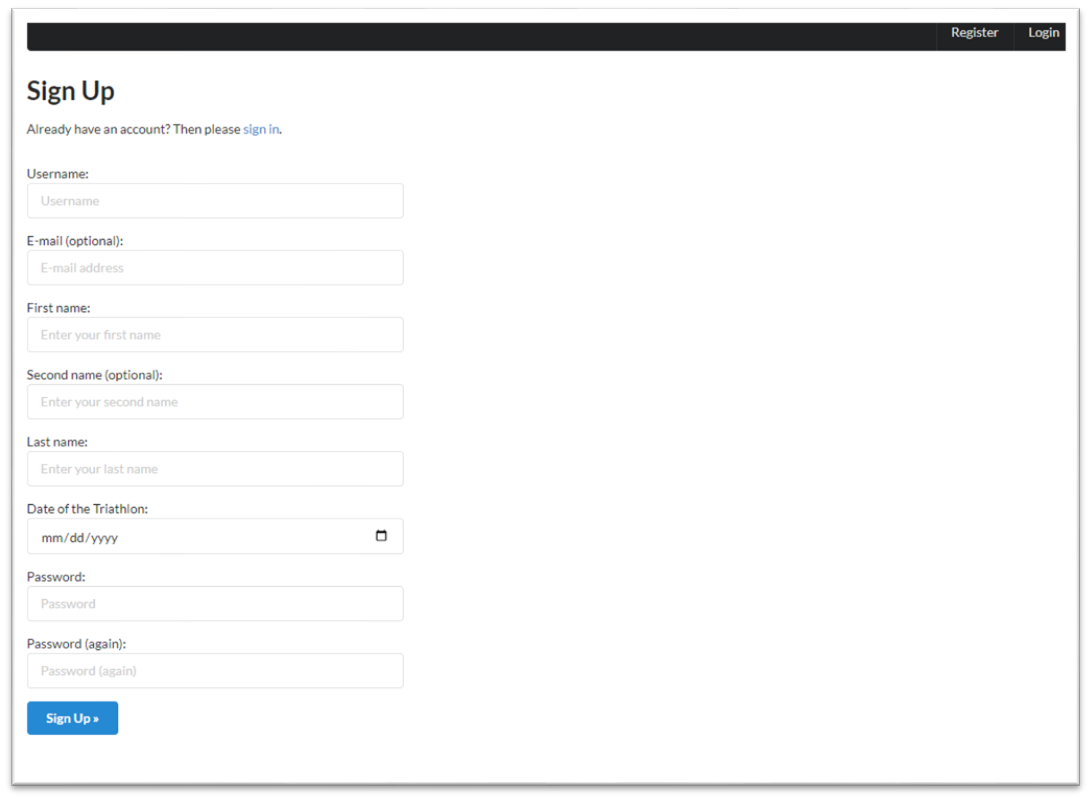 Register Login
Sign Up
Already have an account? Then please sign in.
Username:
Username
E-mail (optional):
E-mail address
First name:
Enter your first name
Second name (optional):
Enter your second name
Last name:
Enter your last name
Date of the Triathlon:
mm/dd/yyyy
Password:
Password
Password (again):
Password (again)
Sign Up »